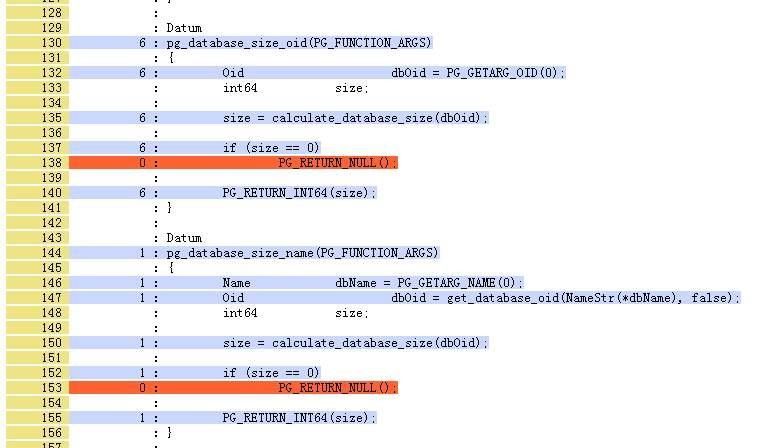 127 : }
128 :
129 : Datum
130 6 : pg_database_size_oid(PG_FUNCTION_ARGS)
131 : {
132 6 : Oid dbOid = PG_GETARG_OID(0);
133 : int64 size;
134 :
135 6 : size = calculate_database_size(dbOid);
136 :
137 6 : if (size == 0)
138 0 : PG_RETURN_NULL();
139 :
140 6 : PG_RETURN_INT64(size);
141 : }
142 :
143 : Datum
144 1 : pg_database_size_name(PG_FUNCTION_ARGS)
145 : {
146 1 : Name dbName = PG_GETARG_NAME(0);
147 1 : Oid dbOid = get_database_oid(NameStr(*dbName), false);
148 : int64 size;
149 :
150 1 : size = calculate_database_size(dbOid);
151 :
152 1 : if (size == 0)
153 0 : PG_RETURN_NULL();
154 :
155 1 : PG_RETURN_INT64(size);
156 : }
157 :